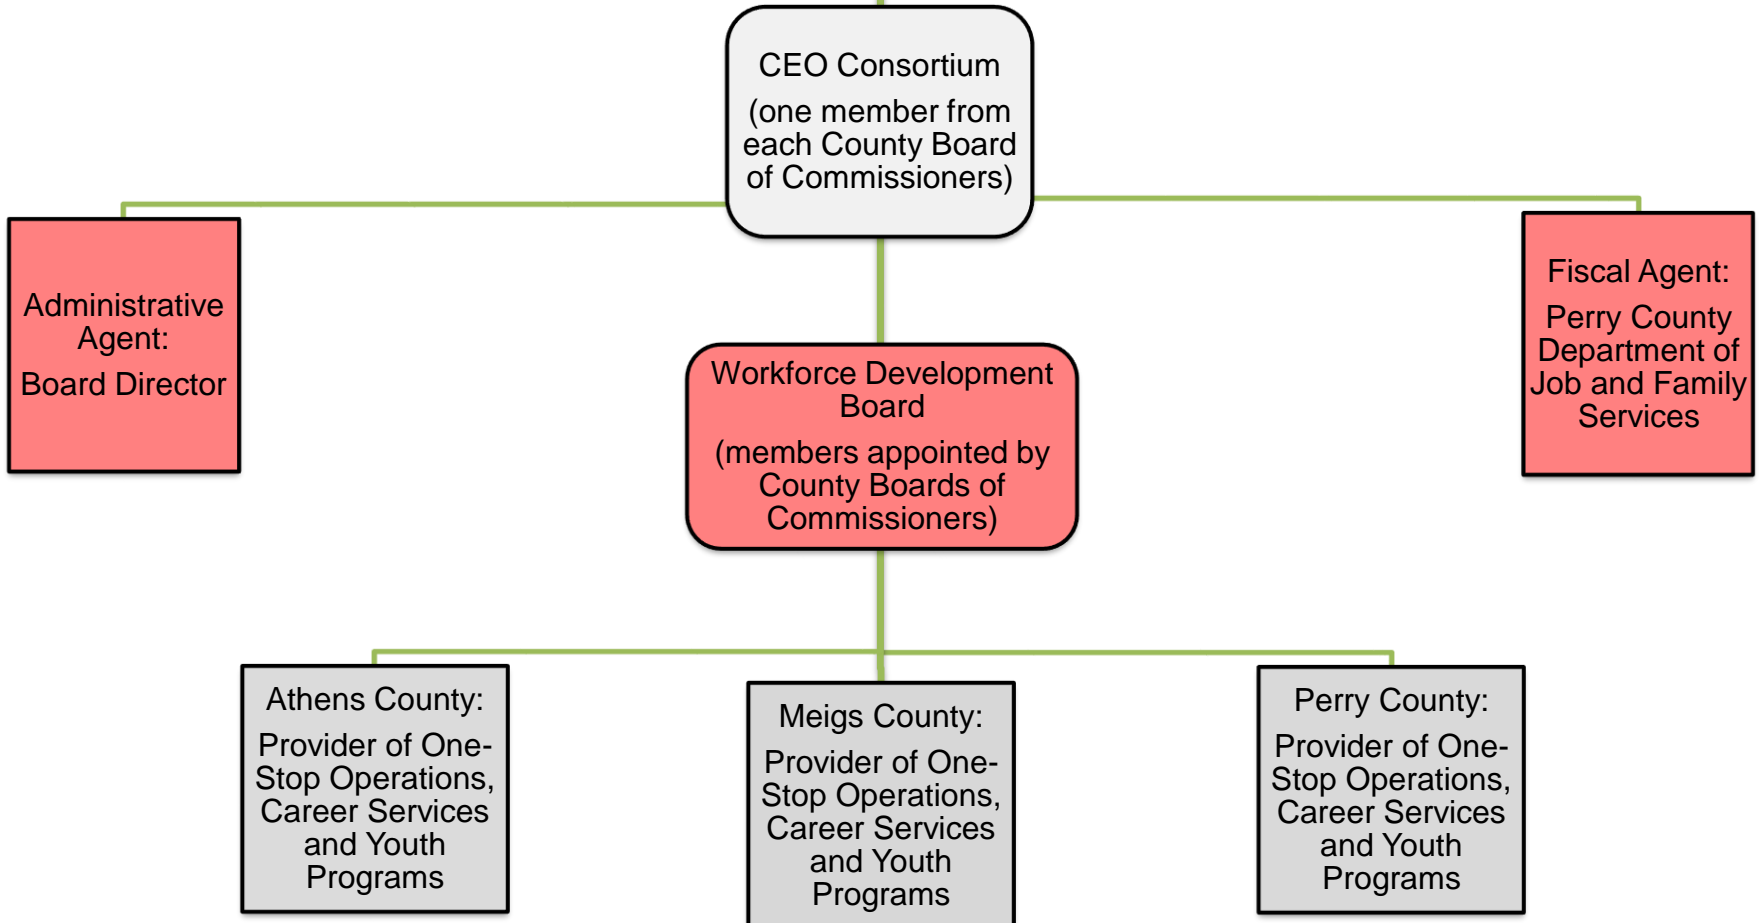 CEO Consortium
(one member from
each County Board
of Commissioners)
Administrative
Agent:
Board Director
Fiscal Agent:
Perry County
Department of
Job and Family
Services
Workforce Development
Board
(members appointed by
County Boards of
Commissioners)
Athens County:
Provider of One-
Stop Operations,
Career Services
and Youth
Programs
Meigs County:
Provider of One-
Stop Operations,
Career Services
and Youth
Programs
Perry County:
Provider of One-
Stop Operations,
Career Services
and Youth
Programs